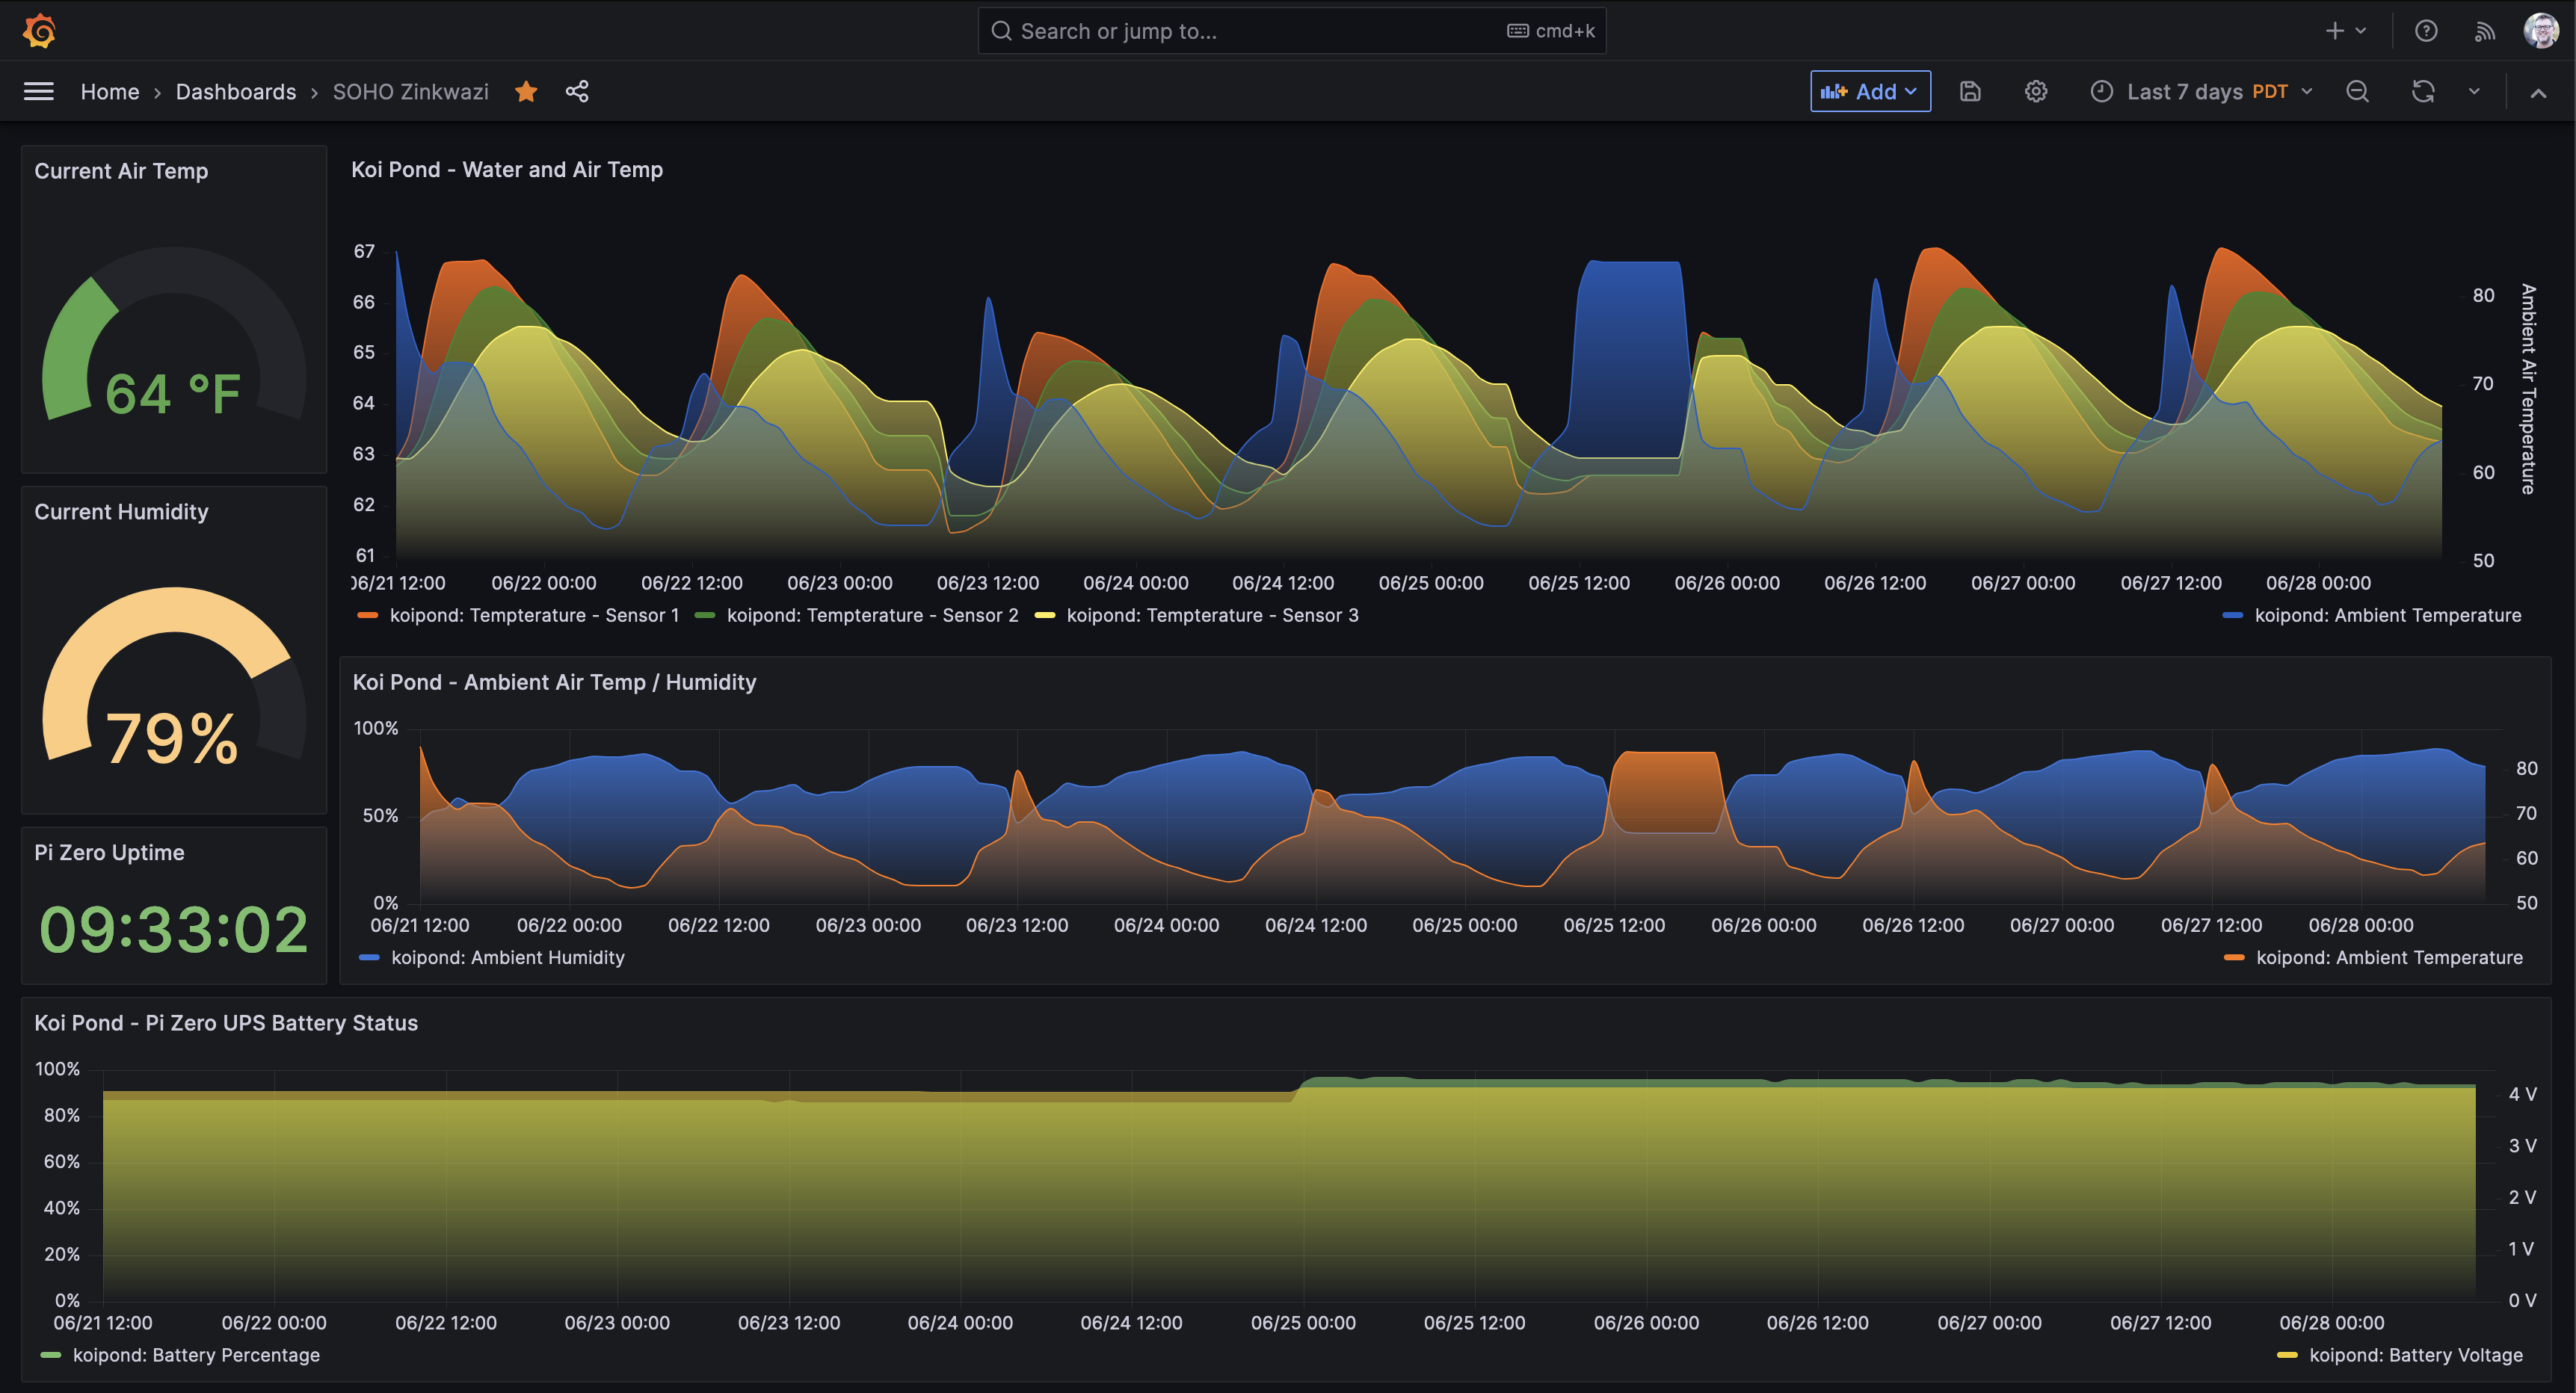 Search or jump to...
cmd+k
Home › Dashboards › SOHO Zinkwazi
Add
Last 7 days PDT
Current Air Temp
64 °F
Koi Pond - Water and Air Temp
67
66
65
64
63
62
61
80
70
60
50
Ambient Air Temperature
06/21 12:00 06/22 00:00 06/22 12:00 06/23 00:00 06/23 12:00 06/24 00:00 06/24 12:00 06/25 00:00 06/25 12:00 06/26 00:00 06/26 12:00 06/27 00:00 06/27 12:00 06/28 00:00
koipond: Tempterature - Sensor 1 koipond: Tempterature - Sensor 2 koipond: Tempterature - Sensor 3 koipond: Ambient Temperature
Current Humidity
79%
Koi Pond - Ambient Air Temp / Humidity
100%
50%
0%
80
70
60
50
06/21 12:00 06/22 00:00 06/22 12:00 06/23 00:00 06/23 12:00 06/24 00:00 06/24 12:00 06/25 00:00 06/25 12:00 06/26 00:00 06/26 12:00 06/27 00:00 06/27 12:00 06/28 00:00
koipond: Ambient Humidity koipond: Ambient Temperature
Pi Zero Uptime
09:33:02
Koi Pond - Pi Zero UPS Battery Status
100%
80%
60%
40%
20%
0%
4 V
3 V
2 V
1 V
0 V
06/21 12:00 06/22 00:00 06/22 12:00 06/23 00:00 06/23 12:00 06/24 00:00 06/24 12:00 06/25 00:00 06/25 12:00 06/26 00:00 06/26 12:00 06/27 00:00 06/27 12:00 06/28 00:00
koipond: Battery Percentage koipond: Battery Voltage